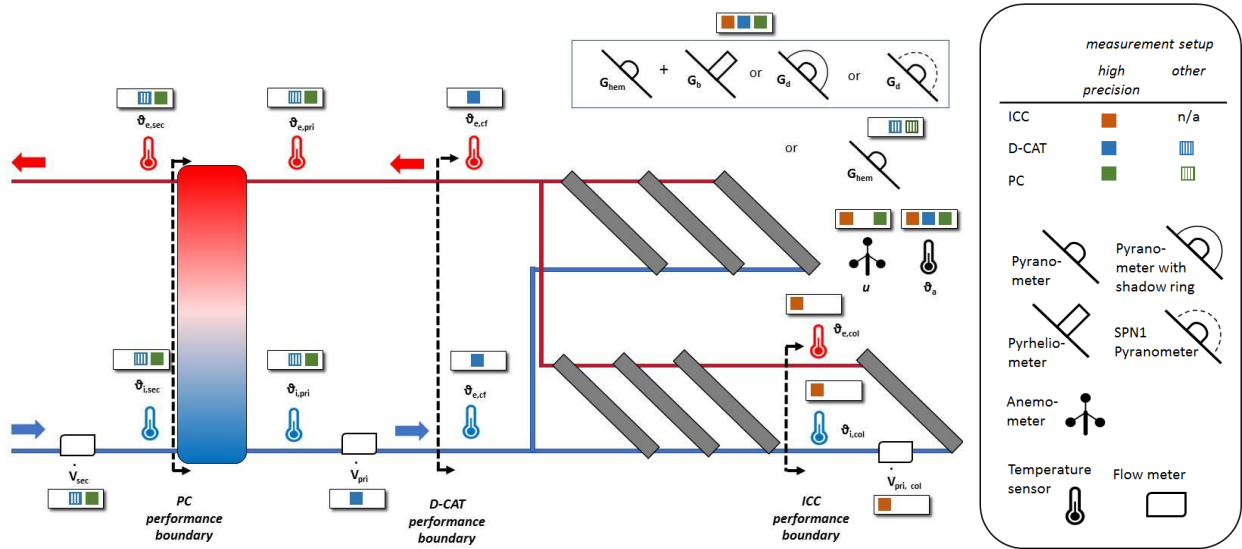 G_hem
+
G_b
or
G_d
or
G_d
or
G_hem
ϑ_e,sec
ϑ_e,pri
ϑ_e,cf
u
ϑ_a
ϑ_e,col
ϑ_i,sec
ϑ_i,pri
ϑ_e,cf
ϑ_i,col
V̇_sec
V̇_pri
V̇_pri, col
PC
performance
boundary
D-CAT
performance
boundary
ICC
performance
boundary
measurement setup
high
precision
other
ICC
n/a
D-CAT
PC
Pyrano-
meter
Pyrano-
meter with
shadow ring
Pyrhelio-
meter
SPN1
Pyranometer
Anemo-
meter
Temperature
sensor
Flow meter